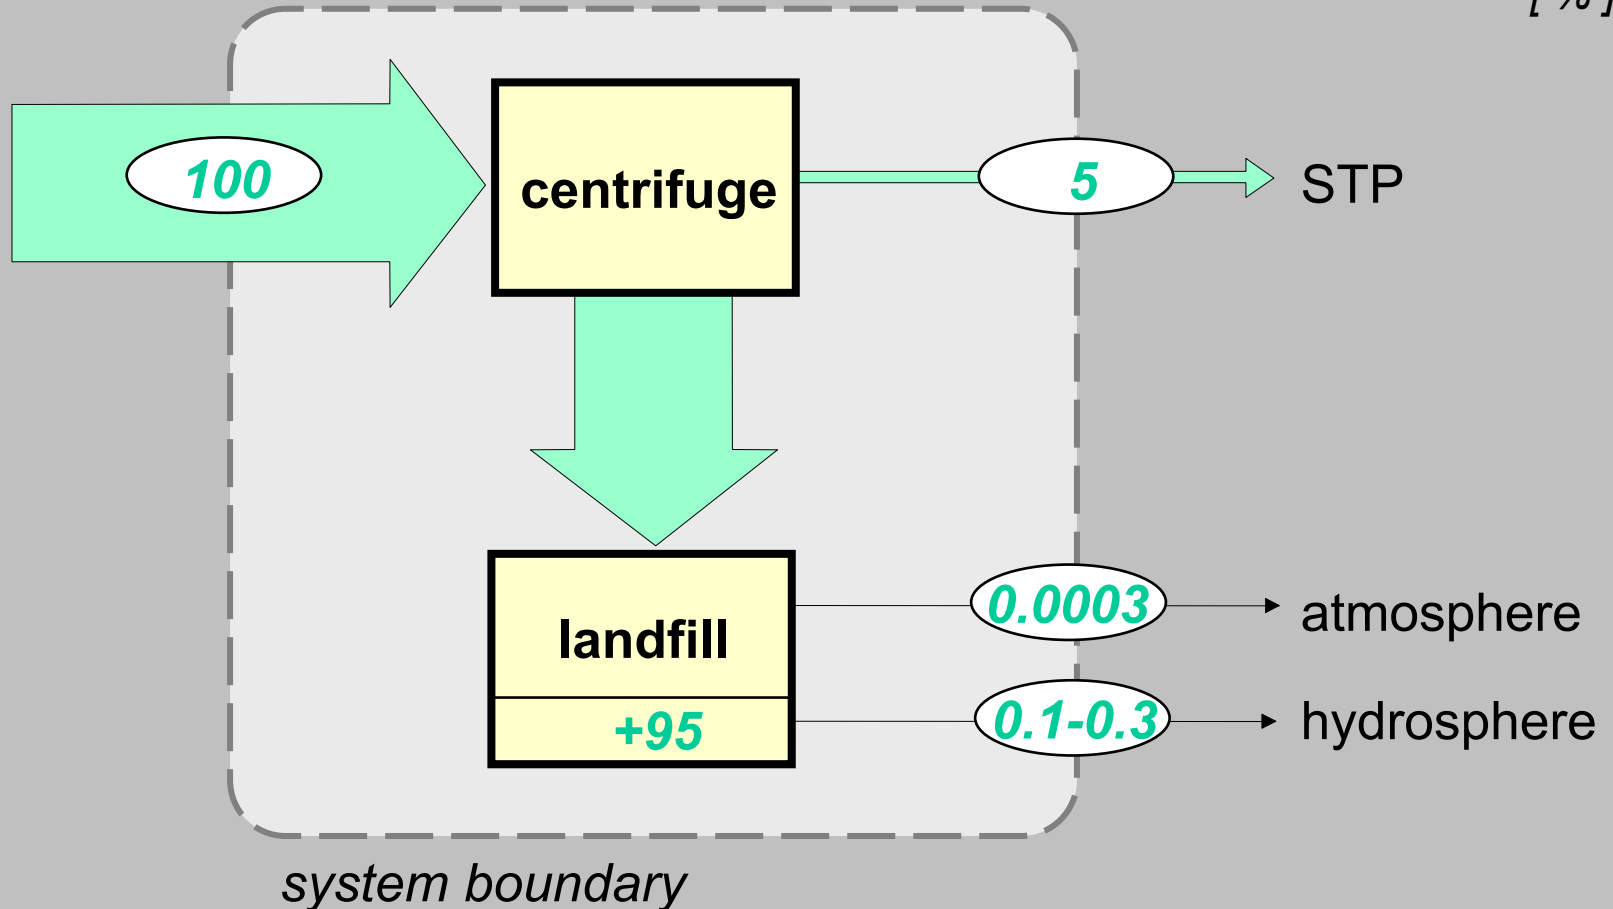 [ % ]
100
centrifuge
5
STP
landfill
+95
0.0003
atmosphere
0.1-0.3
hydrosphere
system boundary